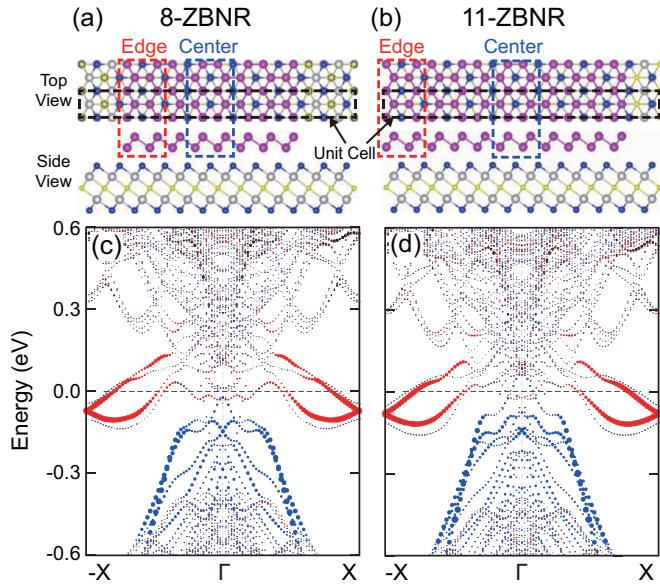 8-ZBNR
11-ZBNR
(a)
(b)
Edge
Center
Edge
Center
Top
View
Unit Cell
Side
View
(c)
(d)
Energy (eV)
0.6
0.3
0.0
-0.3
-0.6
-X
Γ
X
-X
Γ
X